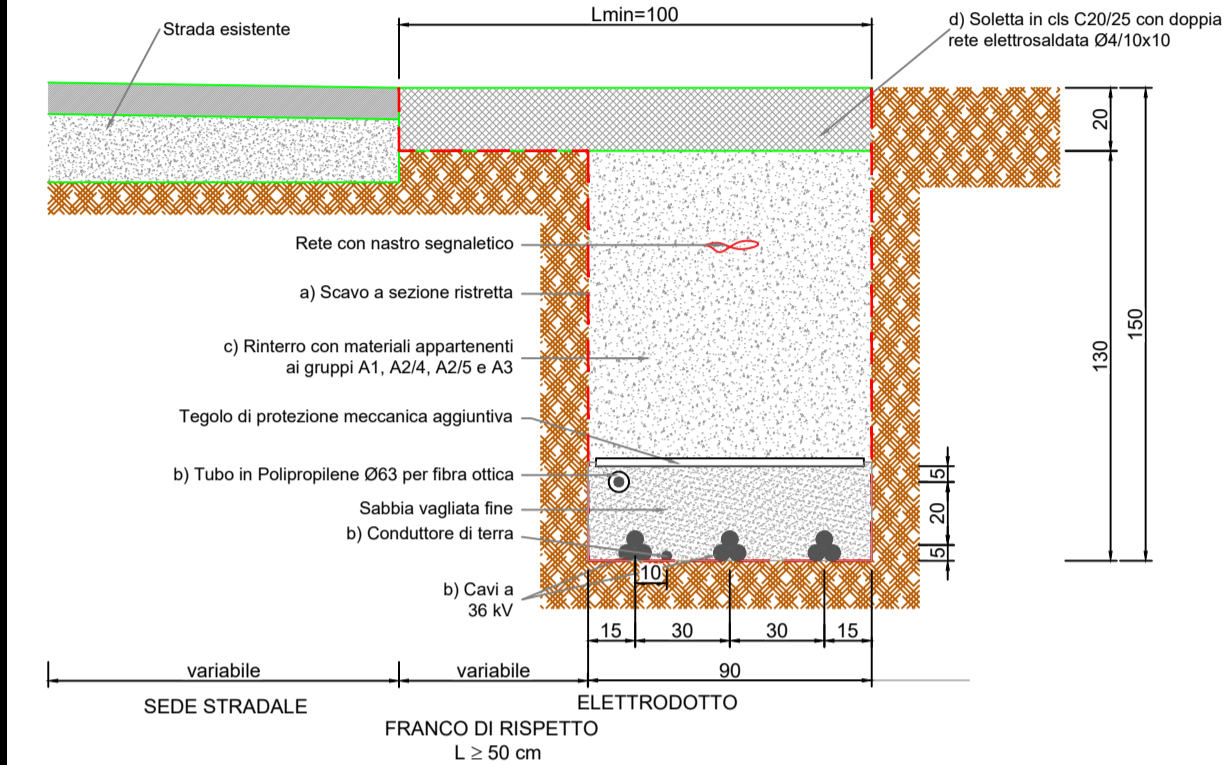 Lmin=100
d) Soletta in cls C20/25 con doppia
rete elettrosaldata Ø4/10x10
Strada esistente
20
Rete con nastro segnaletico
a) Scavo a sezione ristretta
c) Rinterro con materiali appartenenti
ai gruppi A1, A2/4, A2/5 e A3
130
150
Tegolo di protezione meccanica aggiuntiva
b) Tubo in Polipropilene Ø63 per fibra ottica
5
Sabbia vagliata fine
20
b) Conduttore di terra
5
10
b) Cavi a
36 kV
15
30
30
15
variabile
variabile
90
SEDE STRADALE
ELETTRODOTTO
FRANCO DI RISPETTO
L ≥ 50 cm